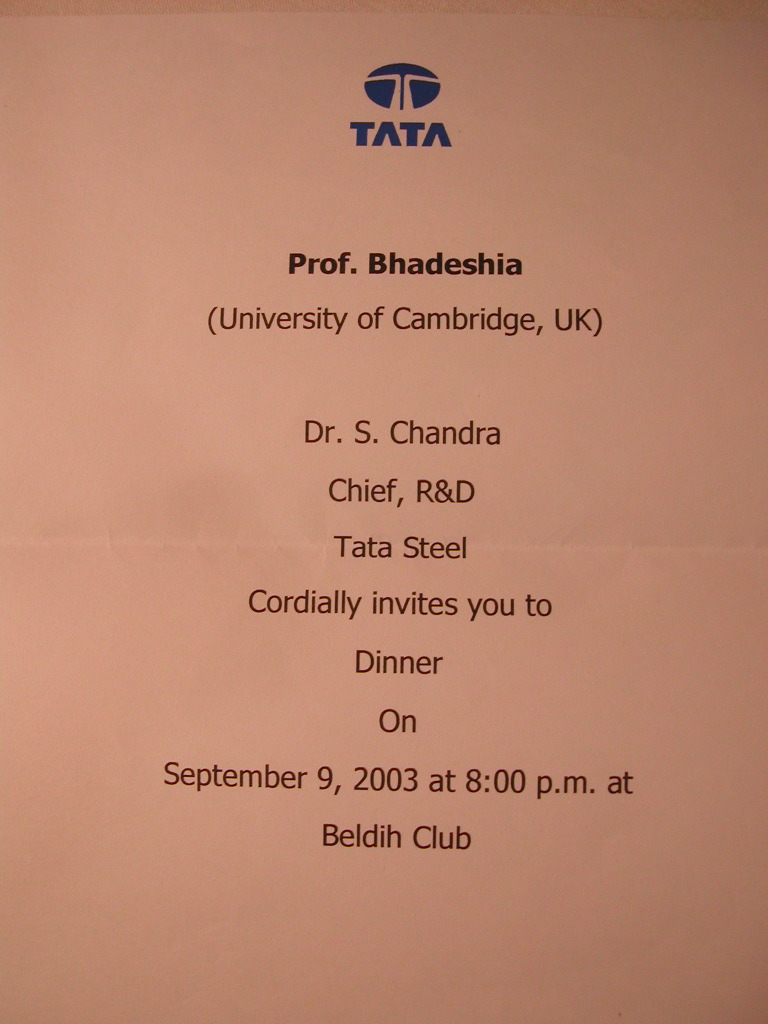 TATA
Prof. Bhadeshia
(University of Cambridge, UK)
Dr. S. Chandra
Chief, R&D
Tata Steel
Cordially invites you to
Dinner
On
September 9, 2003 at 8:00 p.m. at
Beldih Club